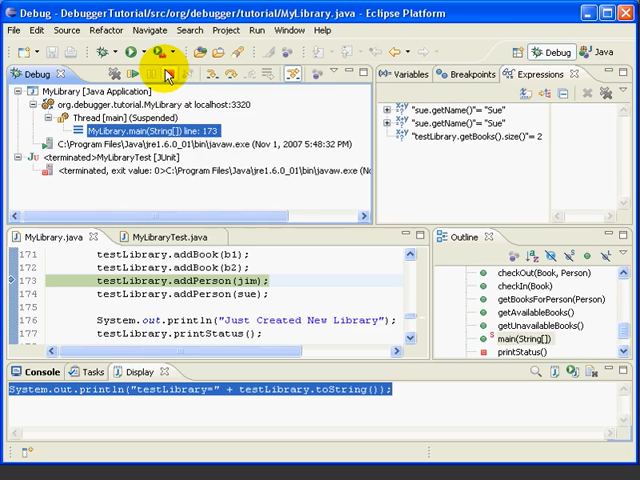 Debug - DebuggerTutorial/src/org/debugger/tutorial/MyLibrary.java - Eclipse Platform
File Edit Source Refactor Navigate Search Project Run Window Help
Debug Java
Debug
MyLibrary [Java Application]
org.debugger.tutorial.MyLibrary at localhost:3320
Thread [main] (Suspended)
MyLibrary.main(String[]) line: 173
C:\Program Files\Java\jre1.6.0_01\bin\javaw.exe (Nov 1, 2007 5:48:32 PM)
<terminated>MyLibraryTest [JUnit]
<terminated, exit value: 0>C:\Program Files\Java\jre1.6.0_01\bin\javaw.exe
Variables Breakpoints Expressions
"sue.getName()"= "Sue"
"sue.getName()"= "Sue"
"testLibrary.getBooks().size()"= 2
MyLibrary.java MyLibraryTest.java
171 testLibrary.addBook(b1);
172 testLibrary.addBook(b2);
173 testLibrary.addPerson(jim);
174 testLibrary.addPerson(sue);
175
176 System.out.println("Just Created New Library");
177 testLibrary.printStatus();
178
Outline
checkOut(Book, Person)
checkIn(Book)
getBooksForPerson(Person)
getAvailableBooks()
getUnavailableBooks()
main(String[])
printStatus()
Console Tasks Display
System.out.println("testLibrary=" + testLibrary.toString());